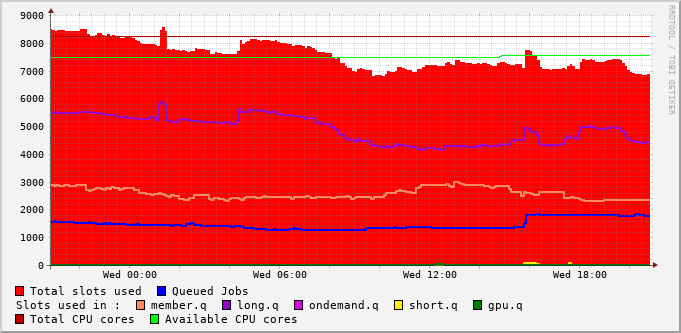 RRDTOOL / TOBI OETIKER
9000
8000
7000
6000
5000
4000
3000
2000
1000
0
Wed 00:00 Wed 06:00 Wed 12:00 Wed 18:00
Total slots used Queued Jobs
Slots used in : member.q long.q ondemand.q short.q gpu.q
Total CPU cores Available CPU cores